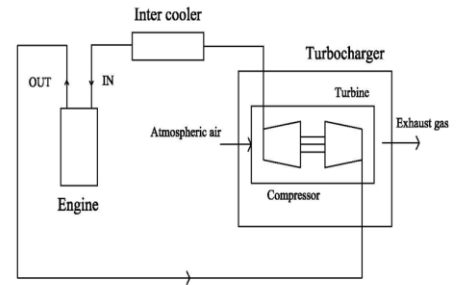 Inter cooler
Turbocharger
OUT
IN
Turbine
Atmospheric air
Exhaust gas
Compressor
Engine